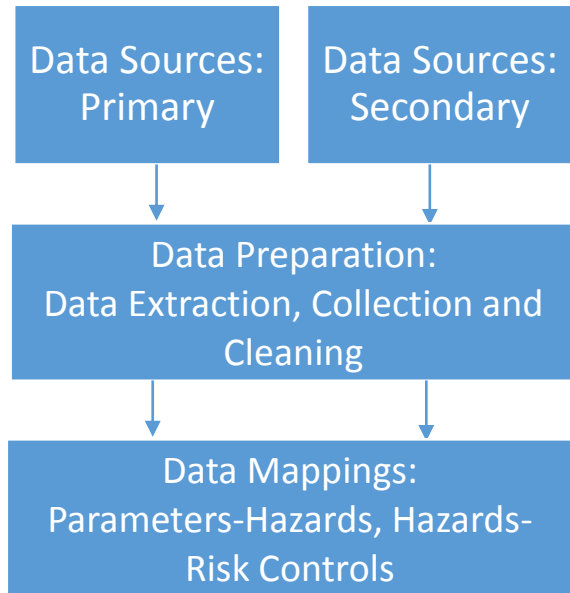 Data Sources:
Primary
Data Sources:
Secondary
Data Preparation:
Data Extraction, Collection and
Cleaning
Data Mappings:
Parameters-Hazards, Hazards-
Risk Controls